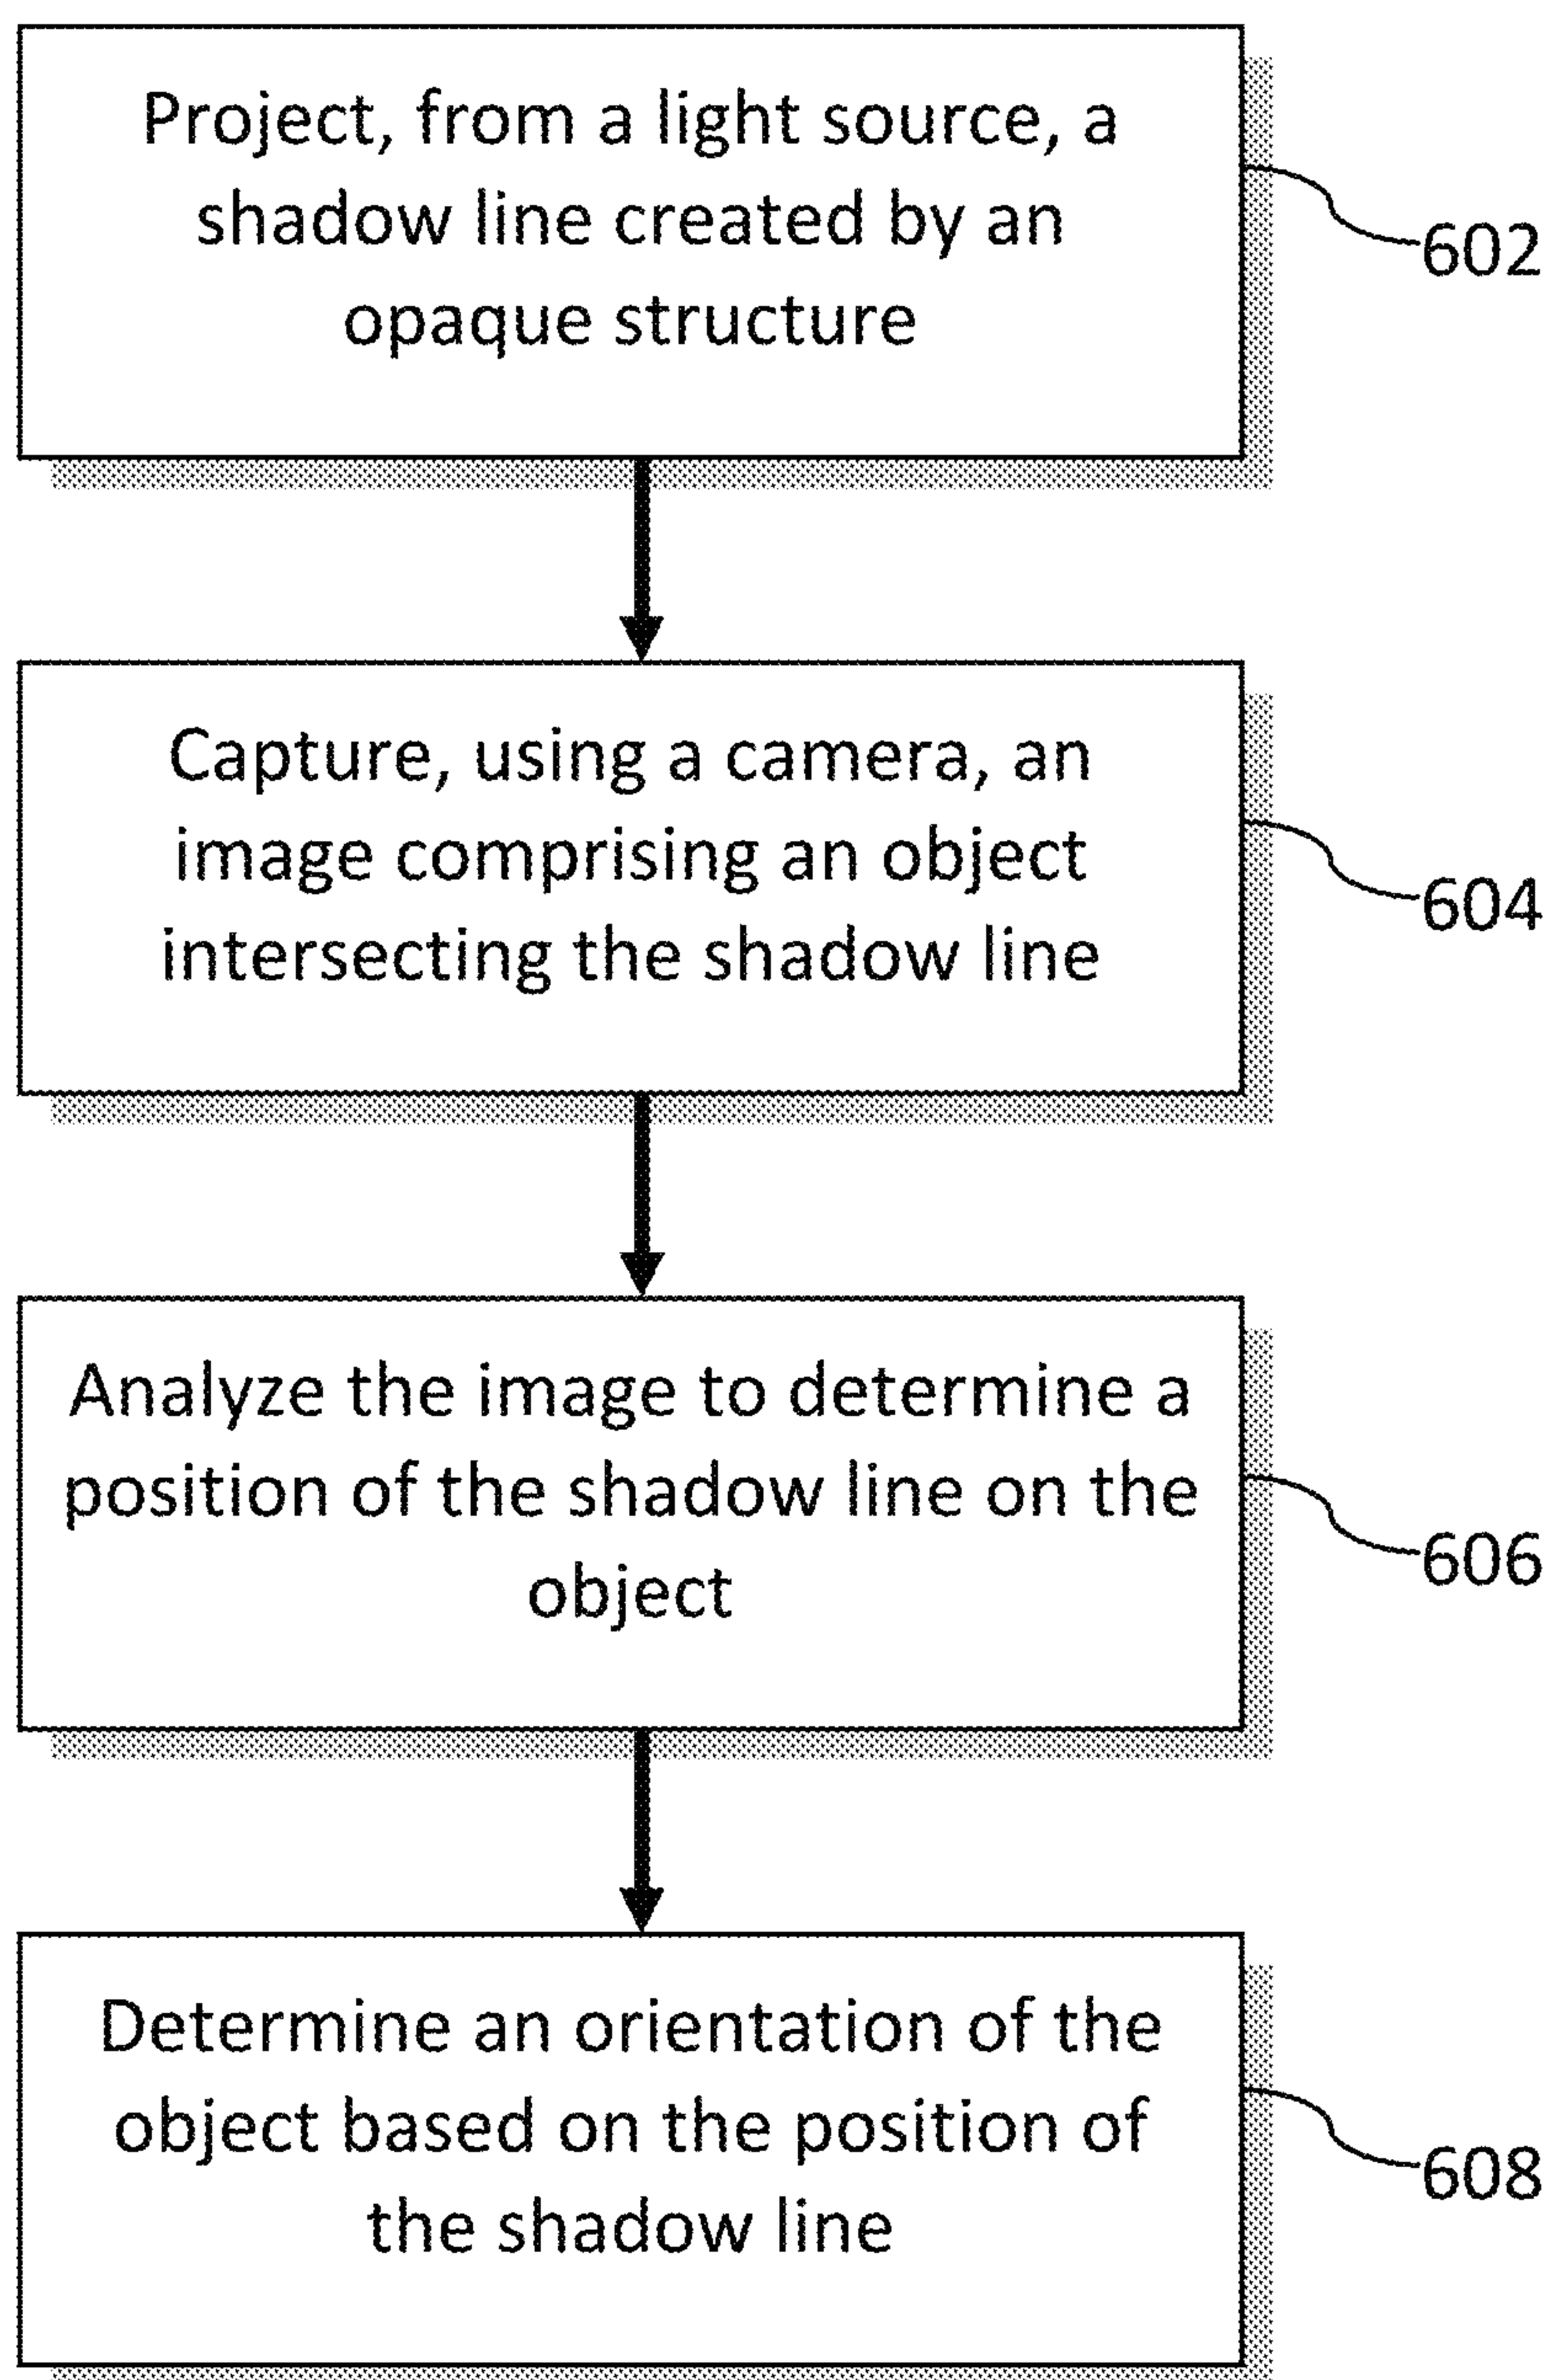 Project, from a light source, a
shadow line created by an
opaque structure
602
Capture, using a camera, an
image comprising an object
intersecting the shadow line
604
Analyze the image to determine a
position of the shadow line on the
object
606
Determine an orientation of the
object based on the position of
the shadow line
608